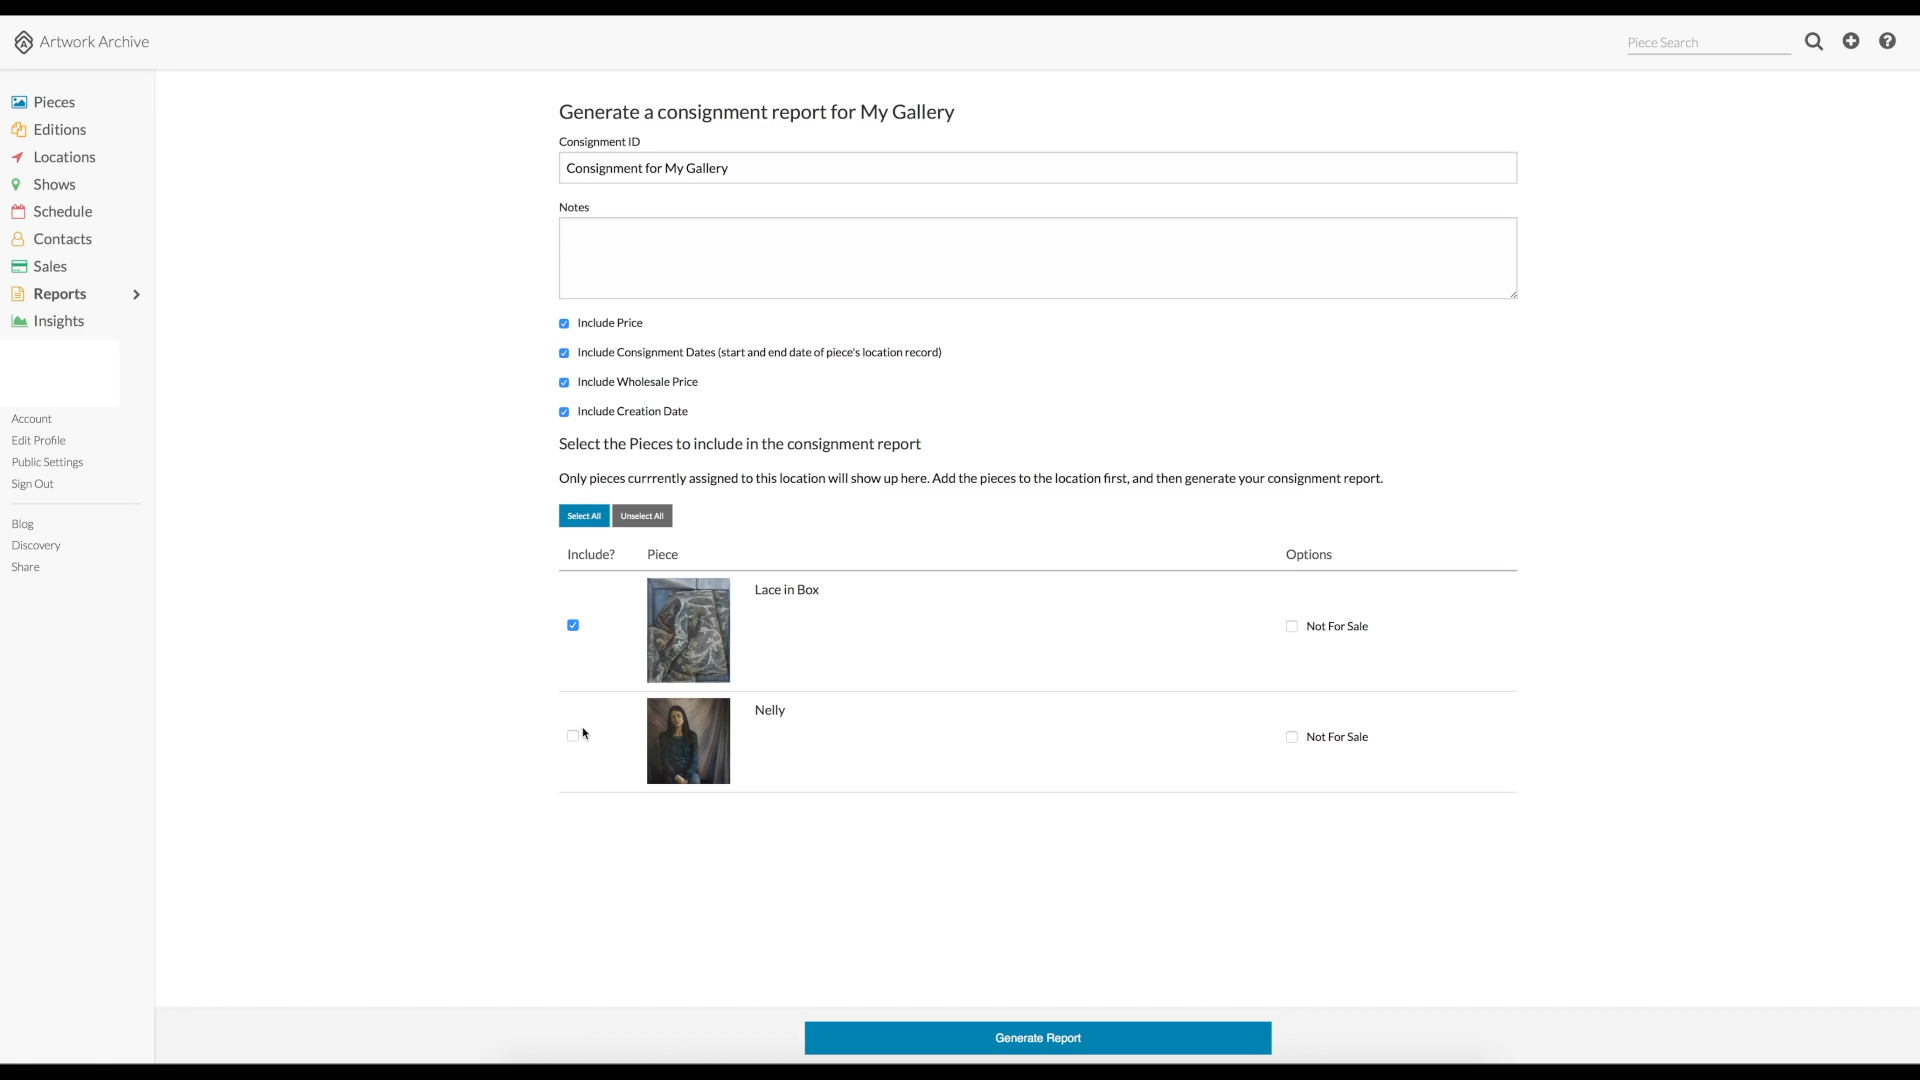 Artwork Archive
Piece Search
Pieces
Editions
Locations
Shows
Schedule
Contacts
Sales
Reports
Insights
Account
Edit Profile
Public Settings
Sign Out
Blog
Discovery
Share
Generate a consignment report for My Gallery
Consignment ID
Consignment for My Gallery
Notes
Include Price
Include Consignment Dates (start and end date of piece's location record)
Include Wholesale Price
Include Creation Date
Select the Pieces to include in the consignment report
Only pieces currrently assigned to this location will show up here. Add the pieces to the location first, and then generate your consignment report.
Select All Unselect All
Include? Piece Options
Lace in Box
Not For Sale
Nelly
Not For Sale
Generate Report